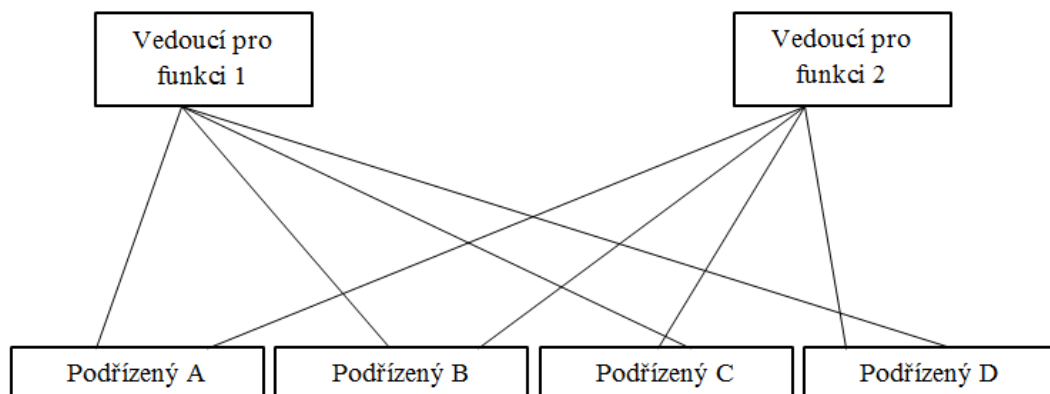 Vedoucí pro
funkci 1
Vedoucí pro
funkci 2
Podřízený A
Podřízený B
Podřízený C
Podřízený D